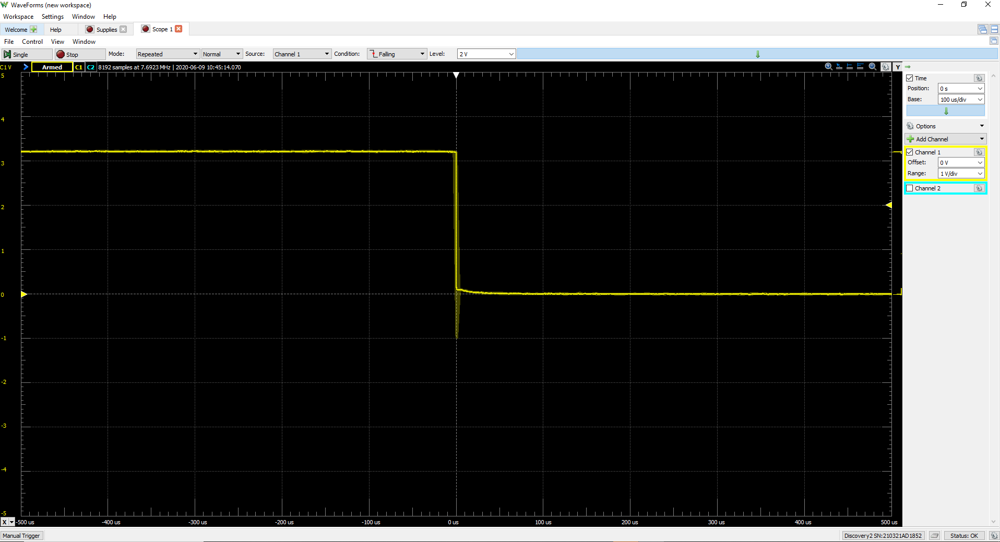 WaveForms (new workspace)
Workspace Settings Window Help
Welcome Help Supplies Scope 1
File Control View Window
Single Stop Mode: Repeated Normal Source: Channel 1 Condition: Falling Level: 2 V
C1 V Armed C1 C2 8192 samples at 7.6923 MHz | 2020-06-09 10:45:14.070 Y
5
4
3
2
1
0
-1
-2
-3
-4
-5
X -500 us -400 us -300 us -200 us -100 us 0 us 100 us 200 us 300 us 400 us 500 us
Time
Position: 0 s
Base: 100 us/div
Options
Add Channel
Channel 1
Offset: 0 V
Range: 1 V/div
Channel 2
Manual Trigger Discovery2 SN:210321AD1852 Status: OK